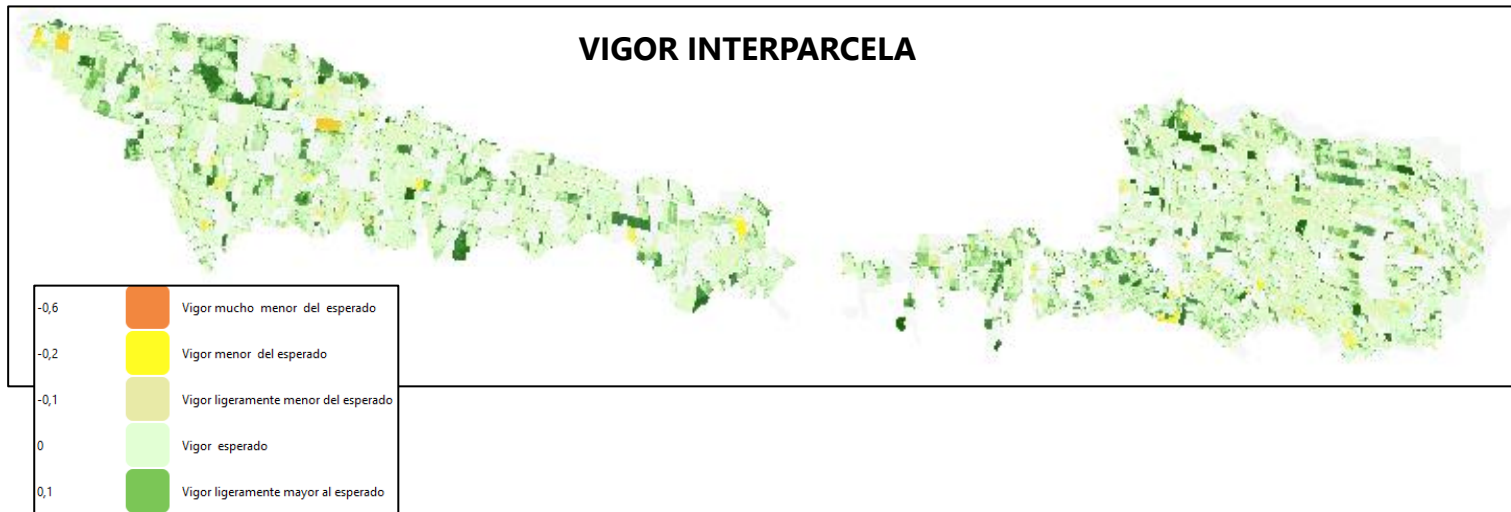 VIGOR INTERPARCELA
-0,6 Vigor mucho menor del esperado
-0,2 Vigor menor del esperado
-0,1 Vigor ligeramente menor del esperado
0 Vigor esperado
0,1 Vigor ligeramente mayor al esperado